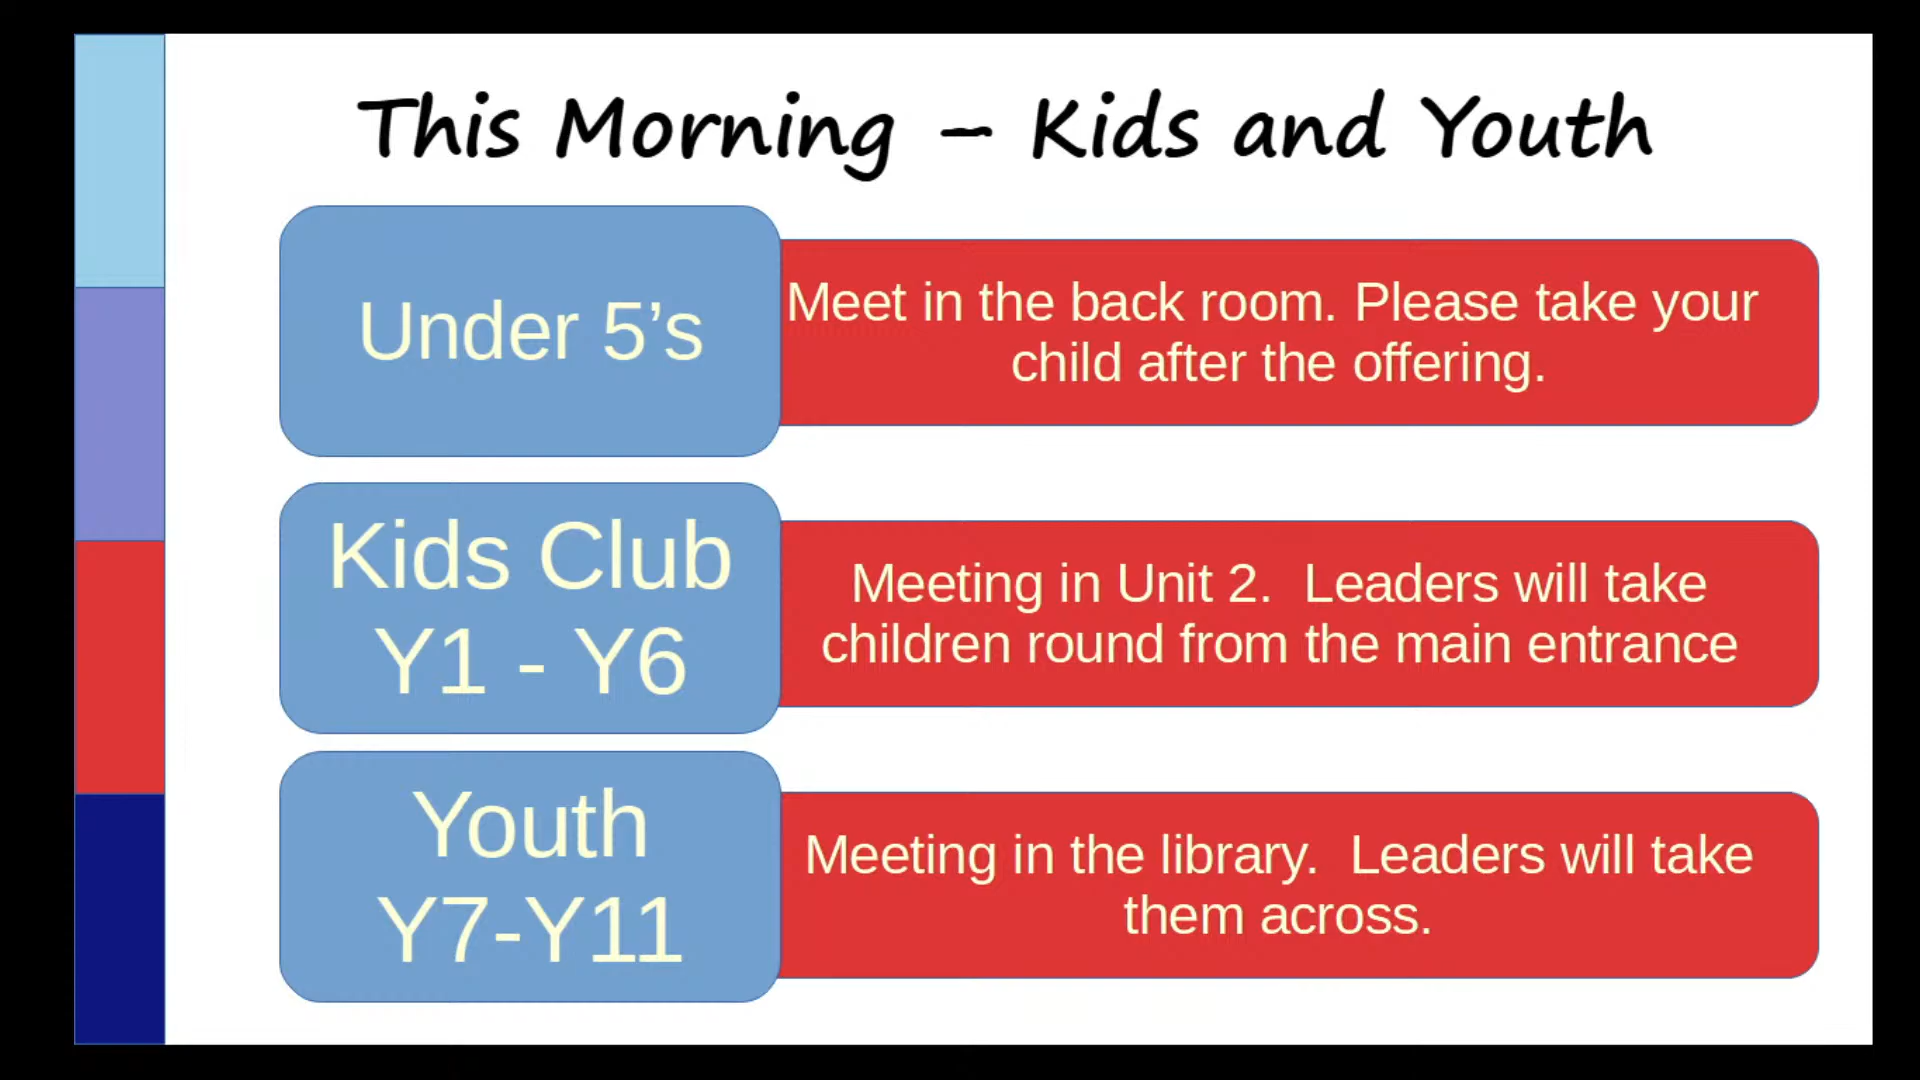 This Morning – Kids and Youth
Under 5’s
Meet in the back room. Please take your
child after the offering.
Kids Club
Y1 - Y6
Meeting in Unit 2.  Leaders will take
children round from the main entrance
Youth
Y7-Y11
Meeting in the library.  Leaders will take
them across.